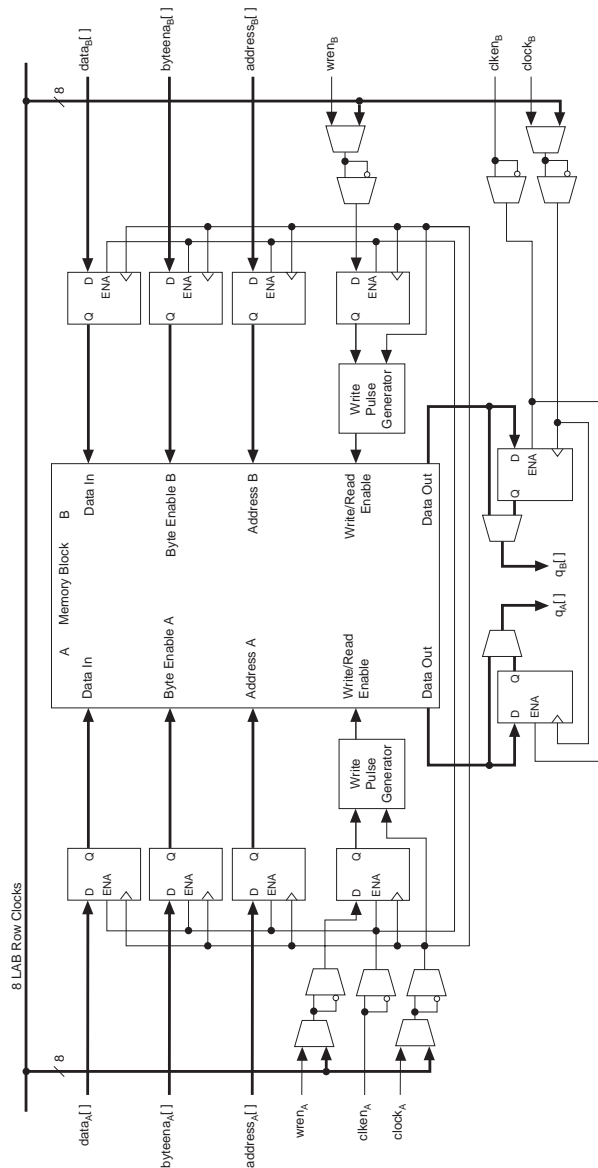 8 LAB Row Clocks
8
8
data_A[ ]
byteena_A[ ]
address_A[ ]
wren_A
clken_A
clock_A
D Q
ENA
D Q
ENA
D Q
ENA
D Q
ENA
Write
Pulse
Generator
A Memory Block B
Data In
Byte Enable A
Address A
Write/Read
Enable
Data Out
Data In
Byte Enable B
Address B
Write/Read
Enable
Data Out
Q D
ENA
Q D
ENA
Q D
ENA
Q D
ENA
Write
Pulse
Generator
data_B[ ]
byteena_B[ ]
address_B[ ]
wren_B
clken_B
clock_B
D Q
ENA
q_A[ ]
q_B[ ]
Q D
ENA